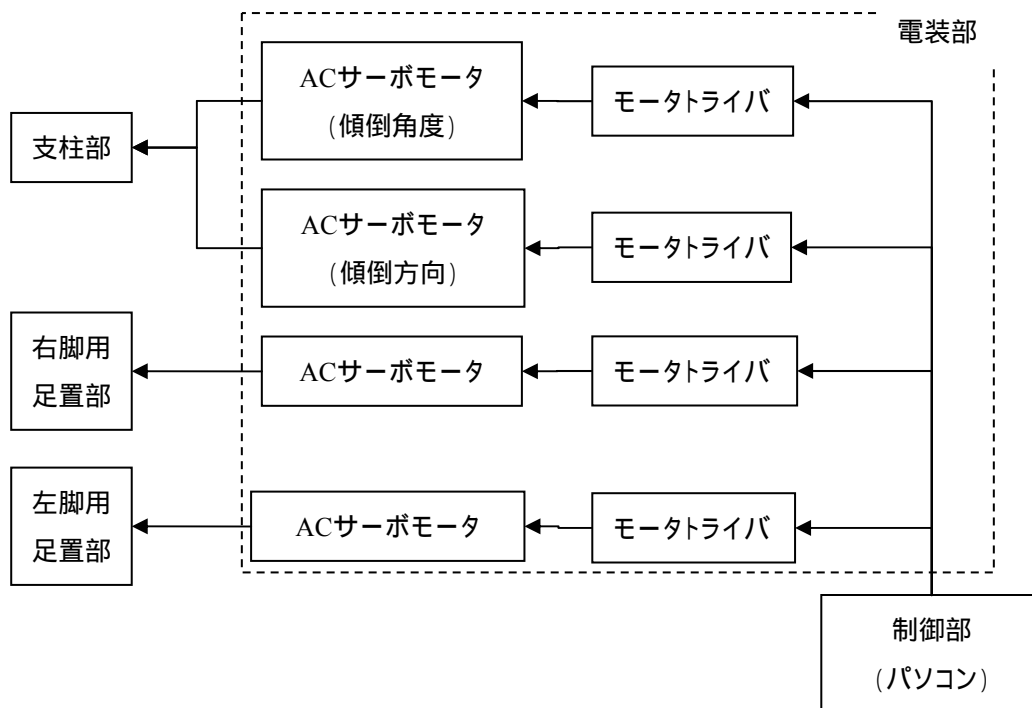 電装部
ACサーボモータ
(傾倒角度)
モータトライバ
支柱部
ACサーボモータ
(傾倒方向)
モータトライバ
右脚用
足置部
ACサーボモータ
モータトライバ
左脚用
足置部
ACサーボモータ
モータトライバ
制御部
(パソコン)